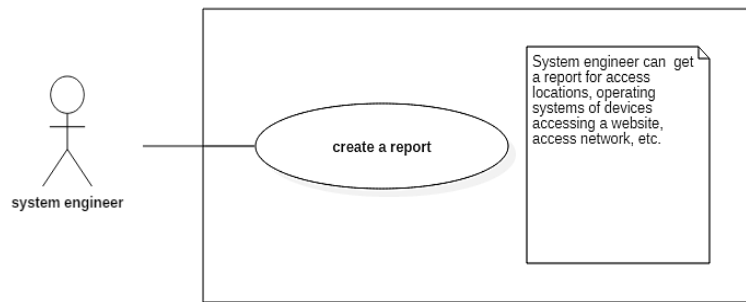 System engineer can get
a report for access
locations, operating
systems of devices
accessing a website,
access network, etc.
create a report
system engineer